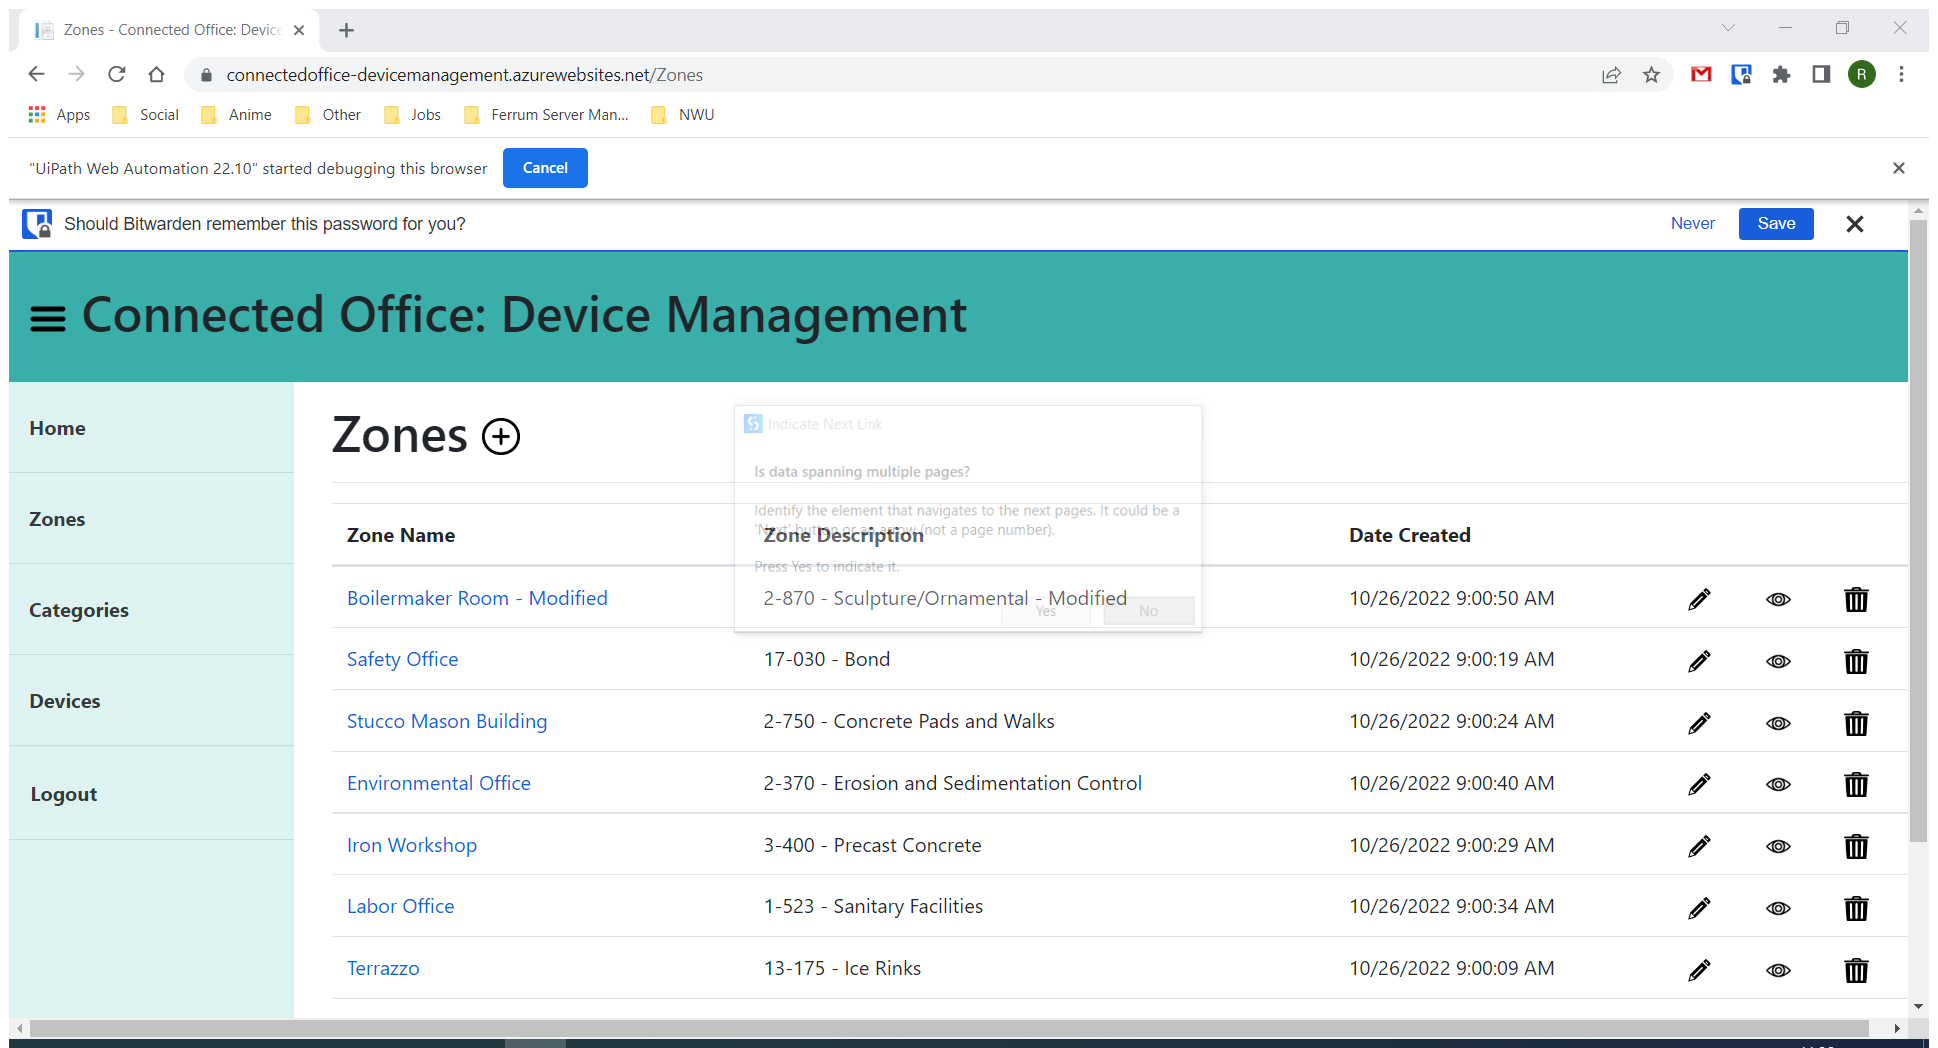 Zones - Connected Office: Device
connectedoffice-devicemanagement.azurewebsites.net/Zones
R
Apps Social Anime Other Jobs Ferrum Server Man... NWU
"UiPath Web Automation 22.10" started debugging this browser Cancel
Should Bitwarden remember this password for you? Never Save
Connected Office: Device Management
Home
Zones
Categories
Devices
Logout
Zones
Indicate Next Link
Is data spanning multiple pages?
Identify the element that navigates to the next pages. It could be a
'Next' button or an arrow (not a page number).
Press Yes to indicate it.
Yes No
Zone Name Zone Description Date Created
Boilermaker Room - Modified 2-870 - Sculpture/Ornamental - Modified 10/26/2022 9:00:50 AM
Safety Office 17-030 - Bond 10/26/2022 9:00:19 AM
Stucco Mason Building 2-750 - Concrete Pads and Walks 10/26/2022 9:00:24 AM
Environmental Office 2-370 - Erosion and Sedimentation Control 10/26/2022 9:00:40 AM
Iron Workshop 3-400 - Precast Concrete 10/26/2022 9:00:29 AM
Labor Office 1-523 - Sanitary Facilities 10/26/2022 9:00:34 AM
Terrazzo 13-175 - Ice Rinks 10/26/2022 9:00:09 AM